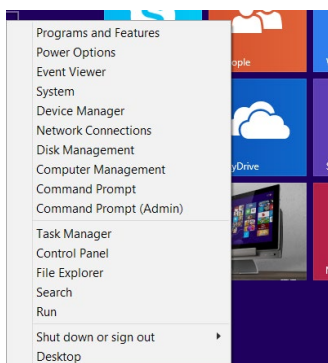 Programs and Features
Power Options
Event Viewer
System
Device Manager
Network Connections
Disk Management
Computer Management
Command Prompt
Command Prompt (Admin)
Task Manager
Control Panel
File Explorer
Search
Run
Shut down or sign out
Desktop
ople
yDrive